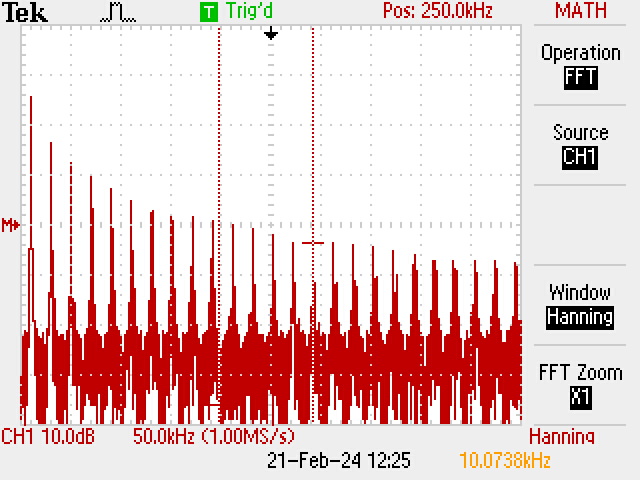 Tek T Trig'd Pos: 250.0kHz MATH
Operation
FFT
Source
CH1
M
Window
Hanning
FFT Zoom
X1
CH1 10.0dB 50.0kHz (1.00MS/s) Hanning
21-Feb-24 12:25 10.0738kHz